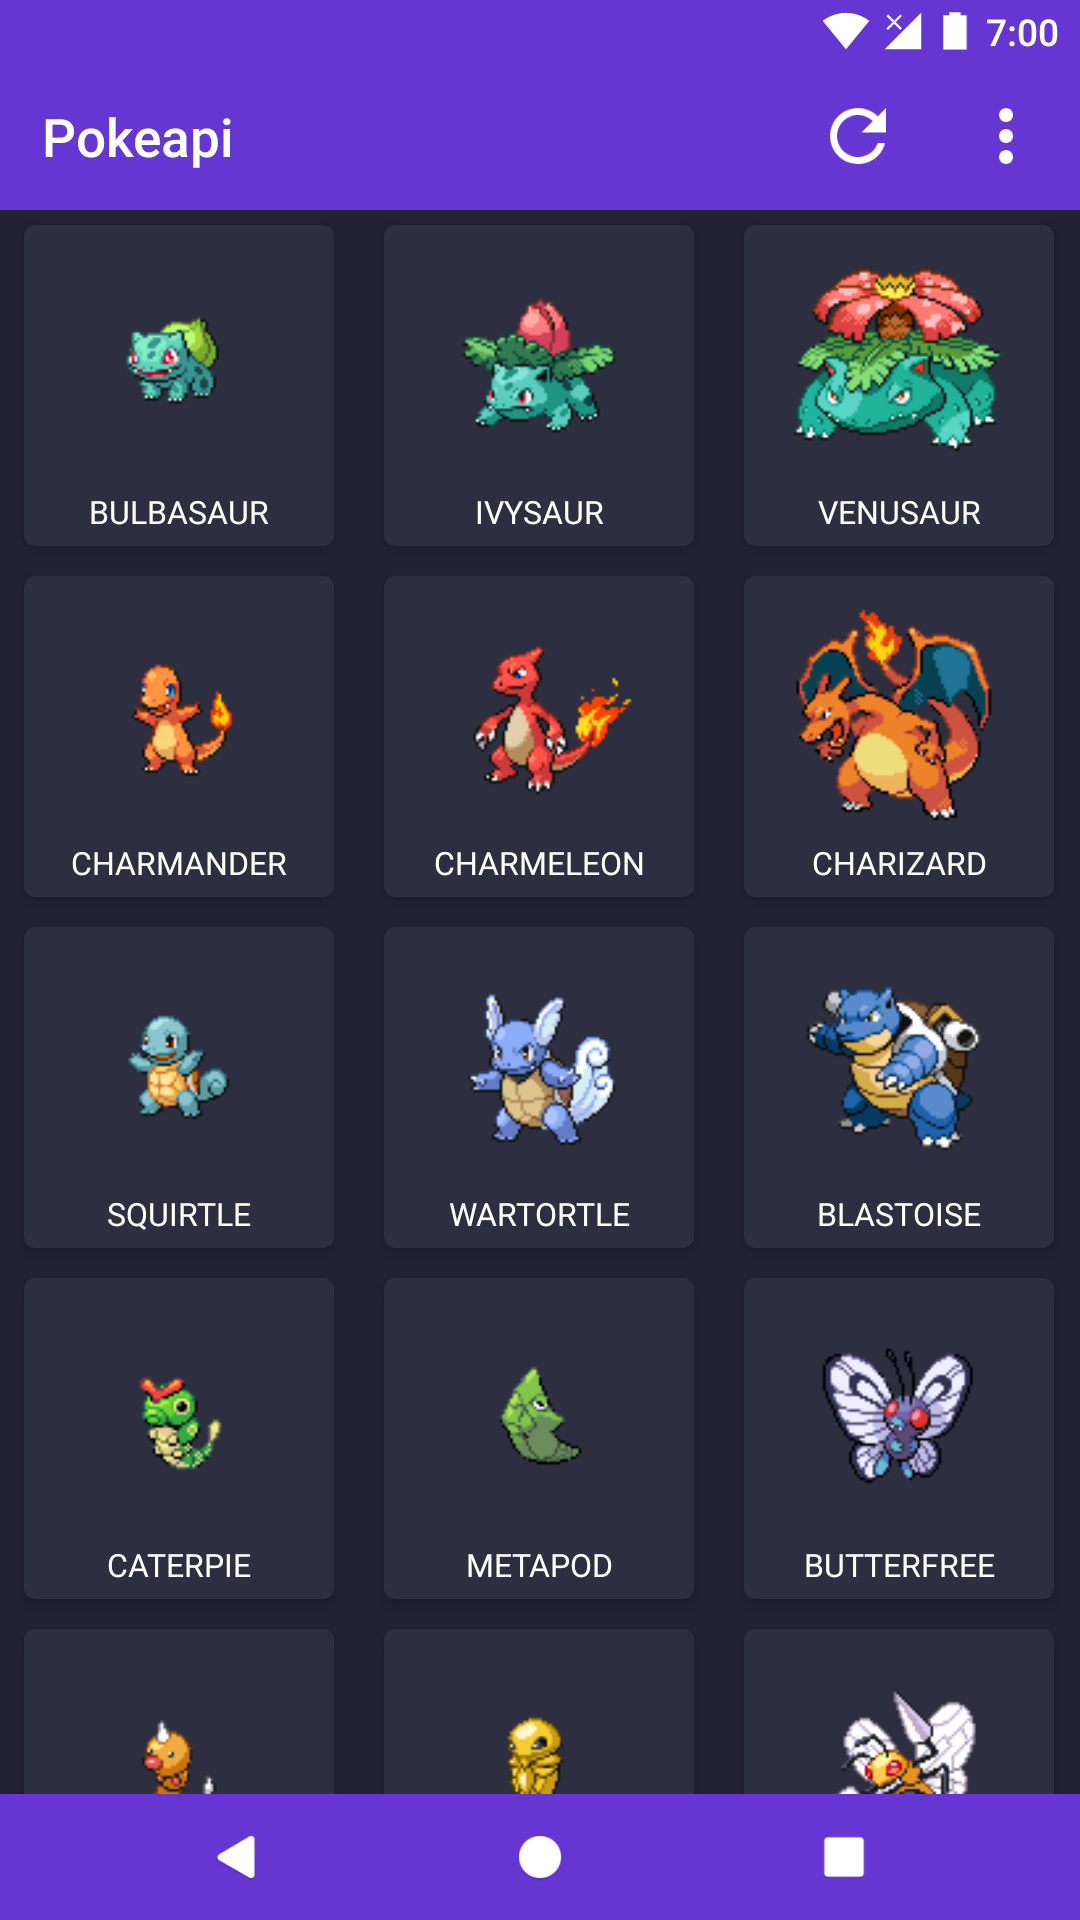 7:00
Pokeapi
BULBASAUR
IVYSAUR
VENUSAUR
CHARMANDER
CHARMELEON
CHARIZARD
SQUIRTLE
WARTORTLE
BLASTOISE
CATERPIE
METAPOD
BUTTERFREE